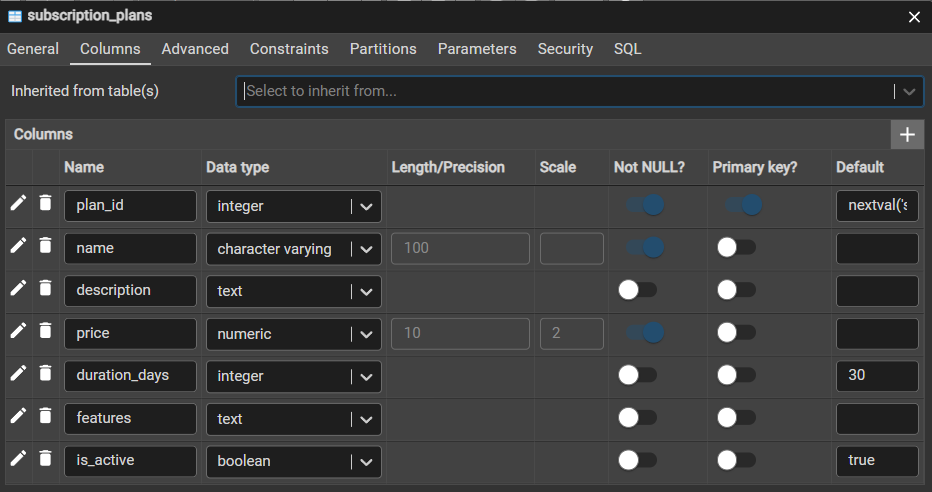 subscription_plans
General Columns Advanced Constraints Partitions Parameters Security SQL
Inherited from table(s) Select to inherit from...
Columns
Name Data type Length/Precision Scale Not NULL? Primary key? Default
plan_id integer nextval('s
name character varying 100
description text
price numeric 10 2
duration_days integer 30
features text
is_active boolean true